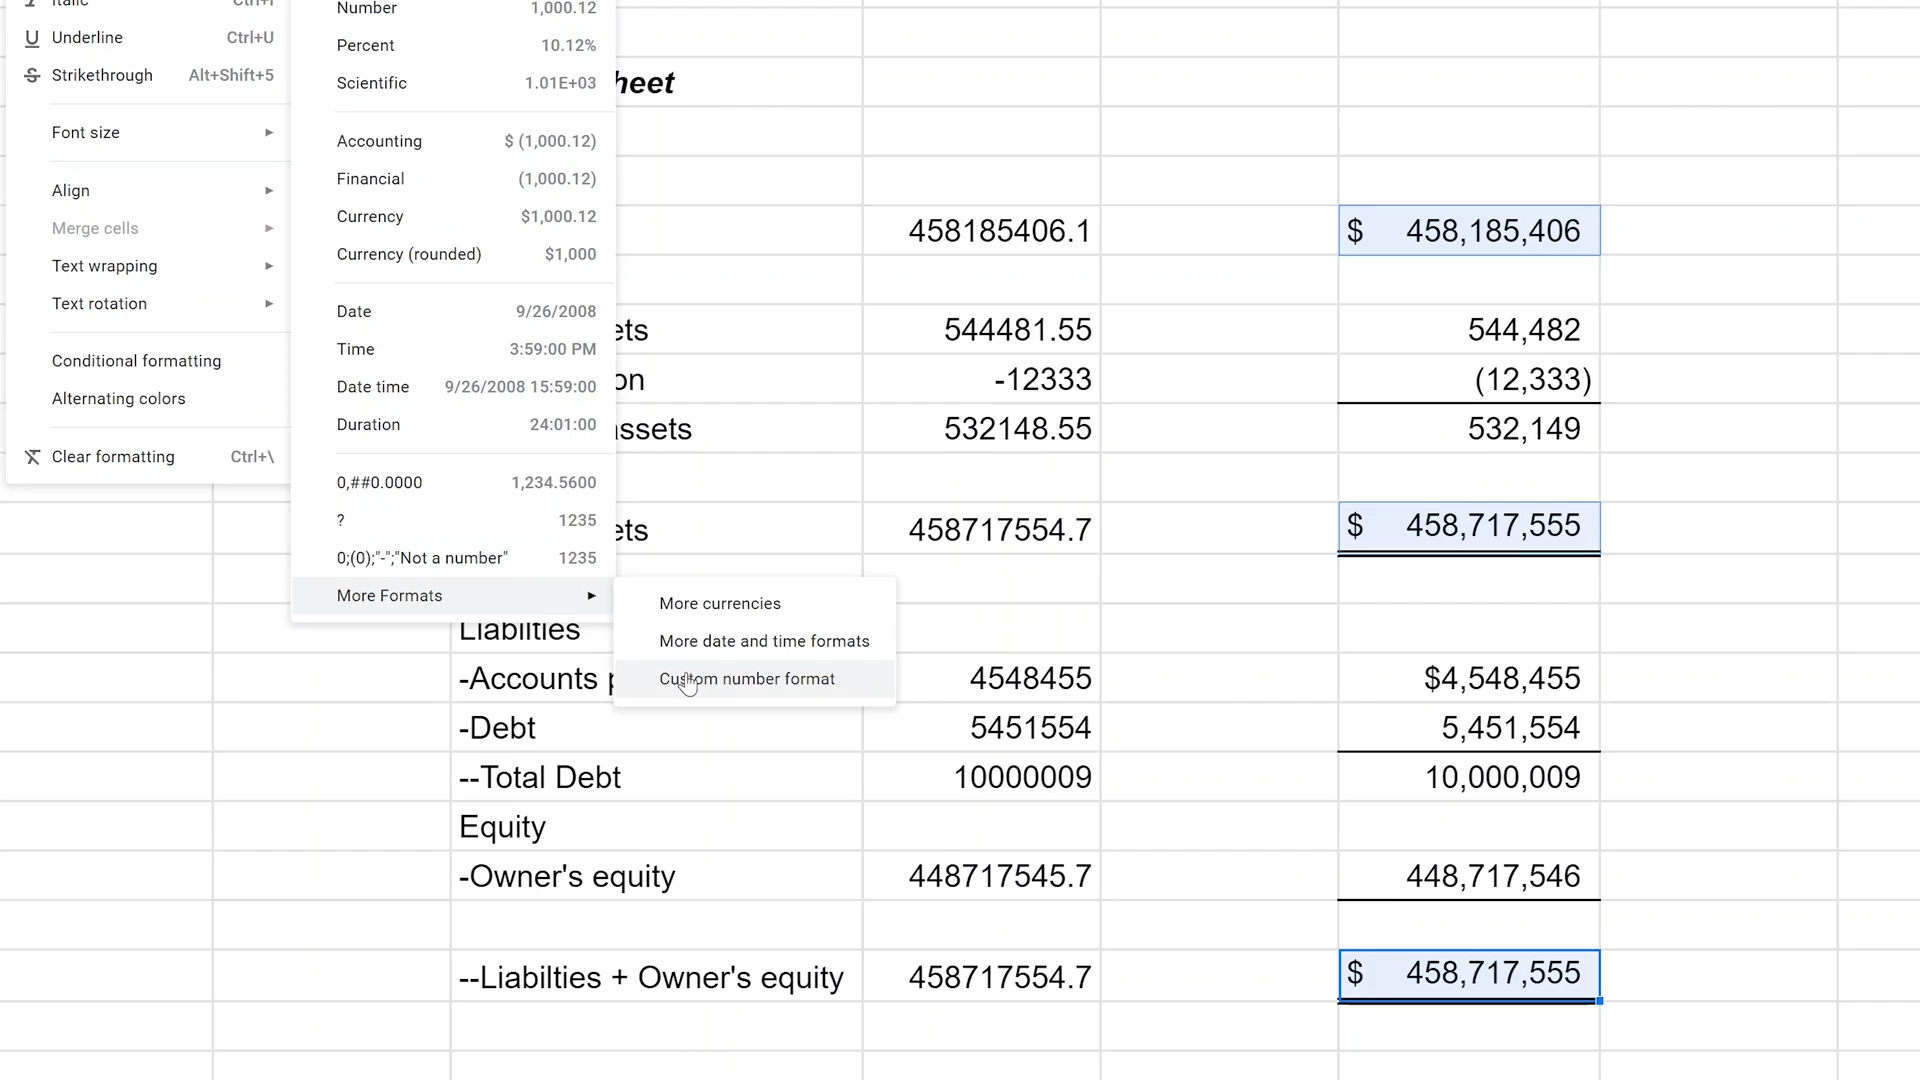 Italic Ctrl+I
Underline Ctrl+U
Strikethrough Alt+Shift+5
Font size
Align
Merge cells
Text wrapping
Text rotation
Conditional formatting
Alternating colors
Clear formatting Ctrl+\
Number 1,000.12
Percent 10.12%
Scientific 1.01E+03
Accounting $ (1,000.12)
Financial (1,000.12)
Currency $1,000.12
Currency (rounded) $1,000
Date 9/26/2008
Time 3:59:00 PM
Date time 9/26/2008 15:59:00
Duration 24:01:00
0,##0.0000 1,234.5600
? 1235
0;(0);"-";"Not a number" 1235
More Formats
More currencies
More date and time formats
Custom number format
heet
458185406.1 $ 458,185,406
ets 544481.55 544,482
on -12333 (12,333)
assets 532148.55 532,149
ets 458717554.7 $ 458,717,555
Liabilties
-Accounts 4548455 $4,548,455
-Debt 5451554 5,451,554
--Total Debt 10000009 10,000,009
Equity
-Owner's equity 448717545.7 448,717,546
--Liabilties + Owner's equity 458717554.7 $ 458,717,555